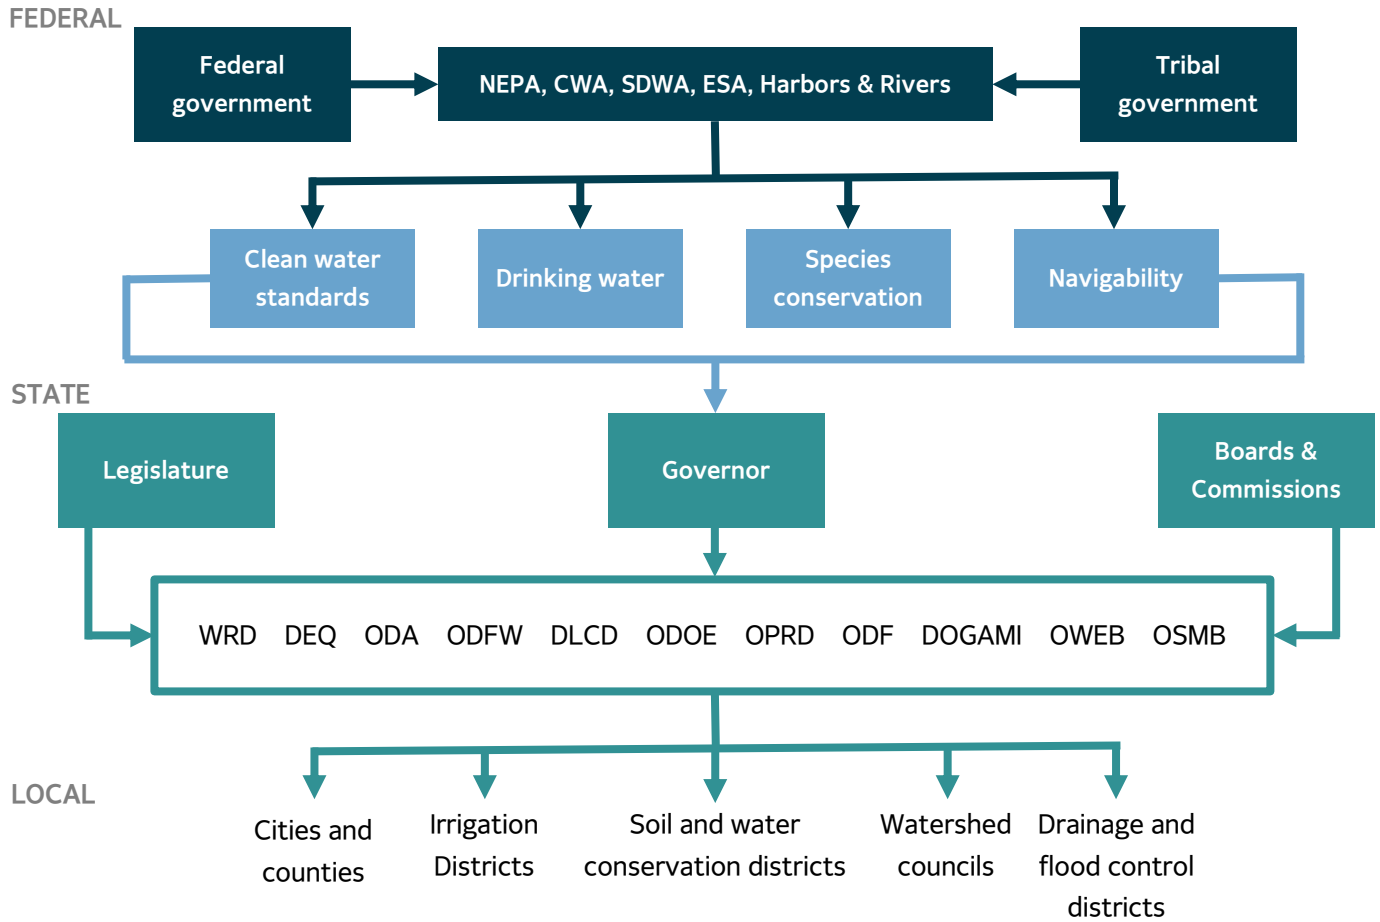 FEDERAL
Federal
government
NEPA, CWA, SDWA, ESA, Harbors & Rivers
Tribal
government
Clean water
standards
Drinking water
Species
conservation
Navigability
STATE
Legislature
Governor
Boards &
Commissions
WRD DEQ ODA ODFW DLCD ODOE OPRD ODF DOGAMI OWEB OSMB
LOCAL
Cities and
counties
Irrigation
Districts
Soil and water
conservation districts
Watershed
councils
Drainage and
flood control
districts